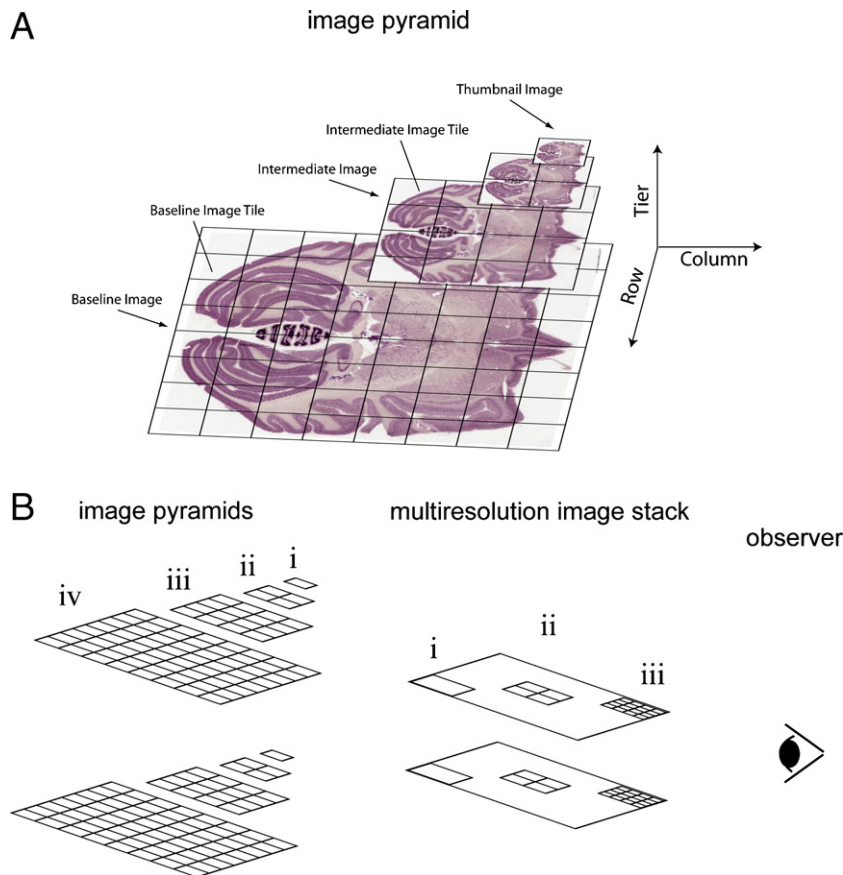 A
image pyramid
Thumbnail Image
Intermediate Image Tile
Intermediate Image
Baseline Image Tile
Baseline Image
Tier
Column
Row
B
image pyramids
multiresolution image stack
observer
iv
iii
ii
i
i
ii
iii